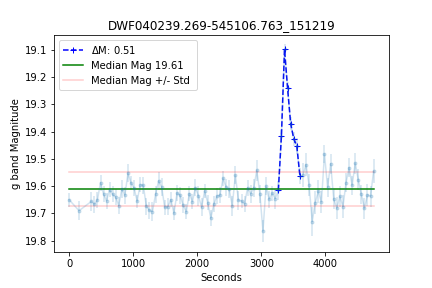 DWF040239.269-545106.763_151219
ΔM: 0.51
Median Mag 19.61
Median Mag +/- Std
g band Magnitude
19.1
19.2
19.3
19.4
19.5
19.6
19.7
19.8
0 1000 2000 3000 4000
Seconds